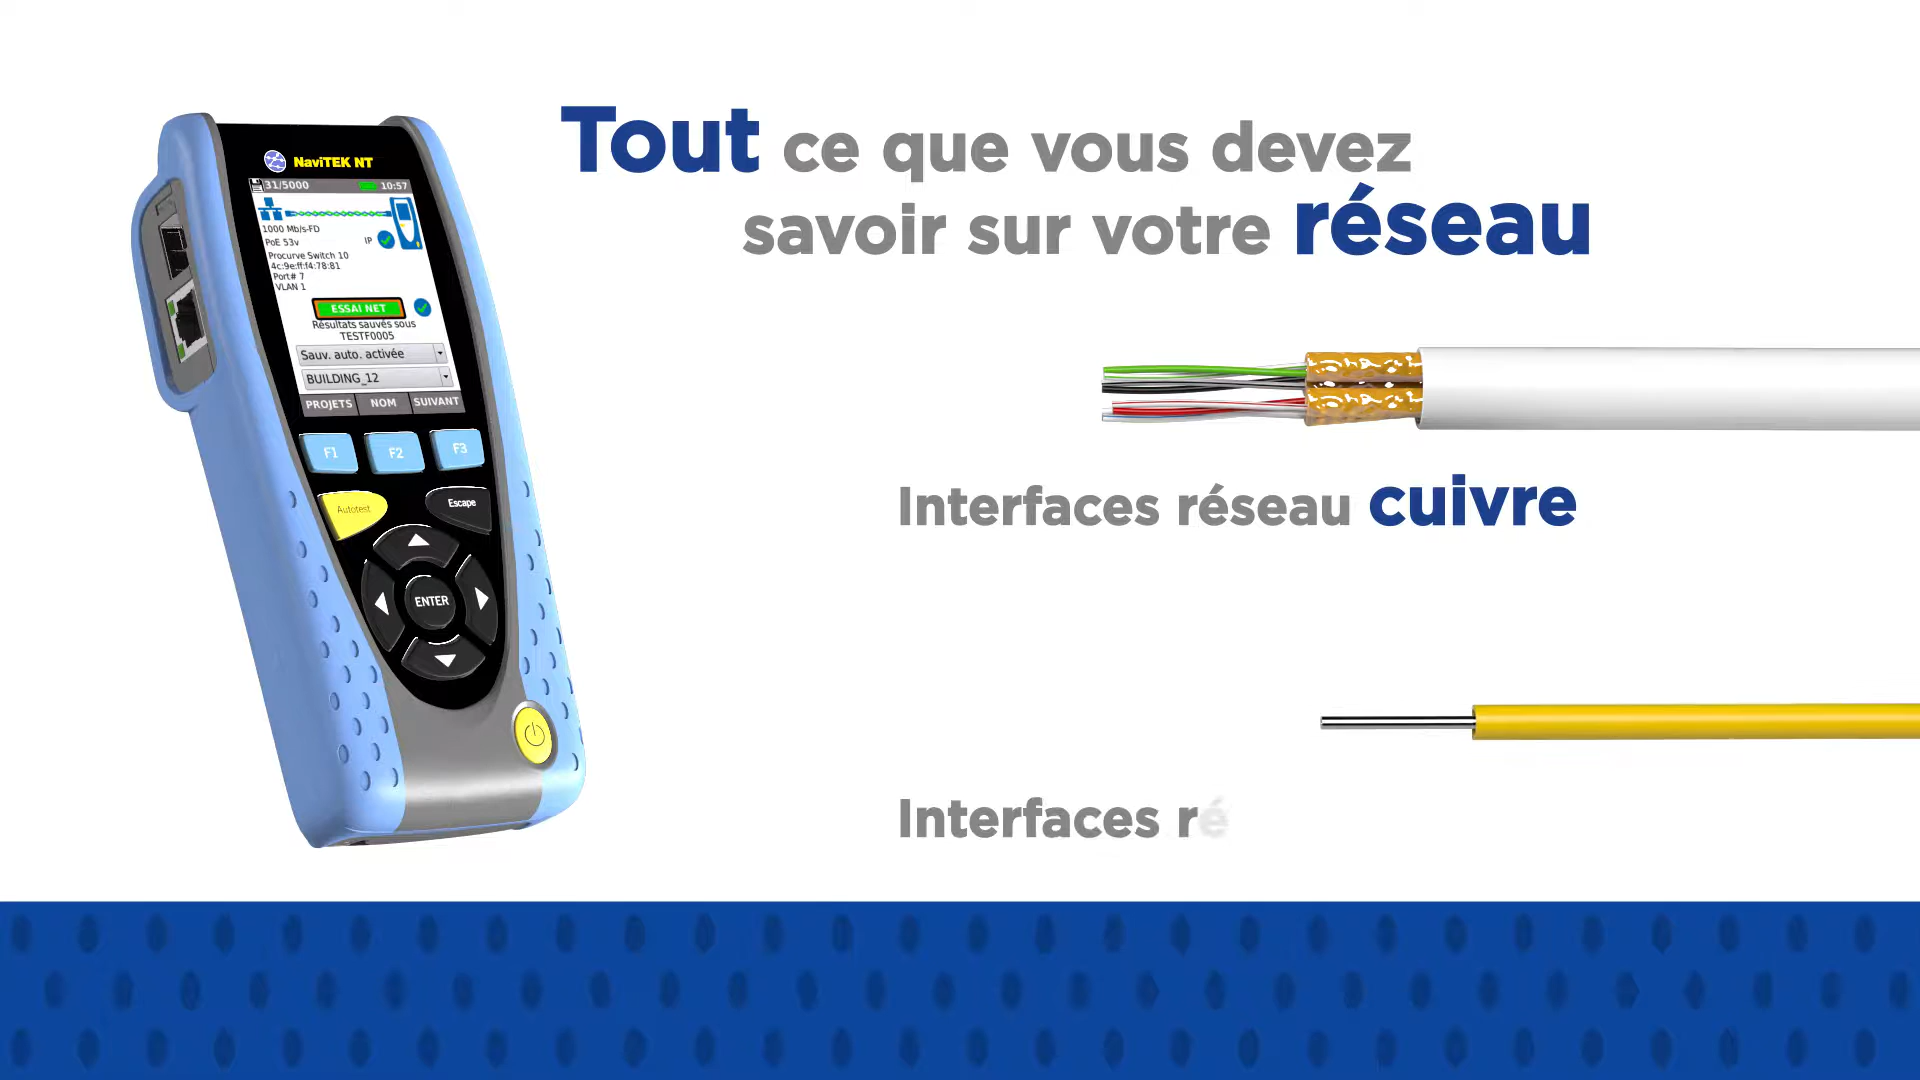 Tout ce que vous devez
savoir sur votre réseau
NaviTEK NT
31/5000 10:57
1000 Mb/s-FD
PoE 53v
IP
Procurve Switch 10
4c:9e:ff:f4:78:81
Port# 7
VLAN 1
ESSAI NET
Résultats sauvés sous
TESTF0005
Sauv. auto. activée
BUILDING_12
PROJETS NOM SUIVANT
F1 F2 F3
Autotest Escape
ENTER
Interfaces réseau cuivre
Interfaces ré